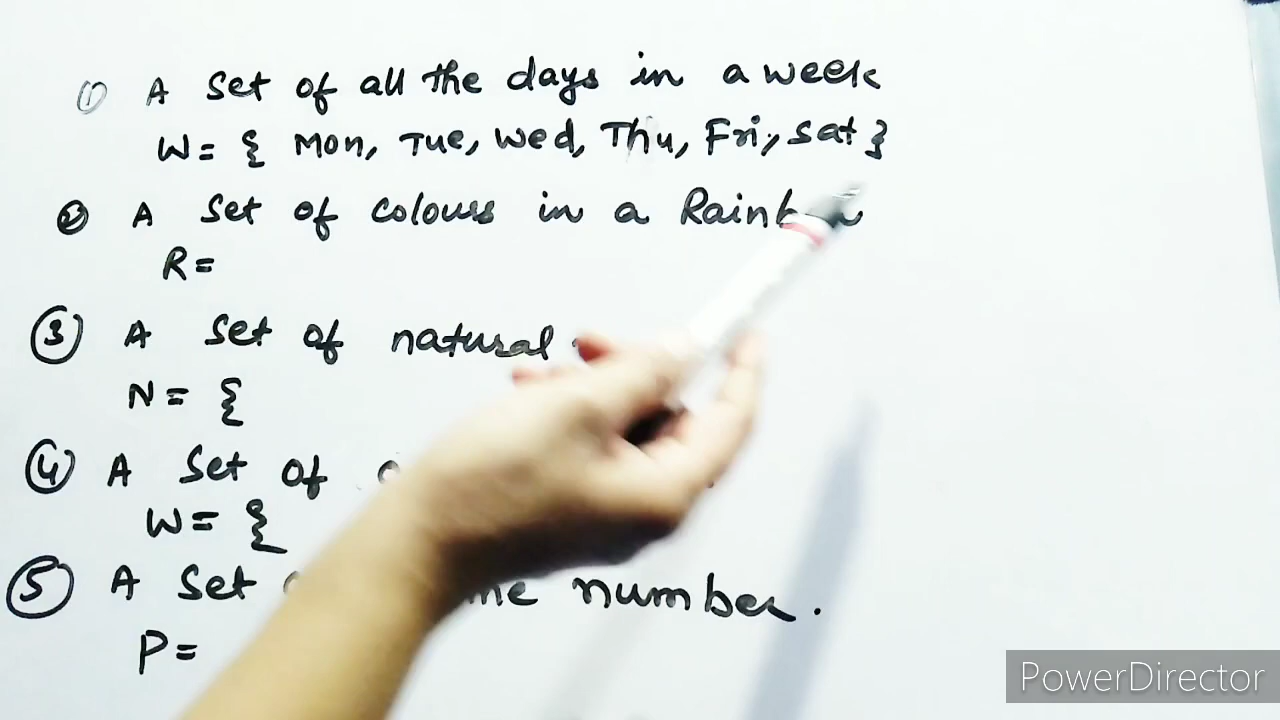 ① A Set of all the days in a week
W = { Mon, Tue, Wed, Thu, Fri, Sat }
② A Set of colours in a
R =
③ A Set of natural
N = {
④ A Set of
W = {
⑤ A Set number.
P =
PowerDirector